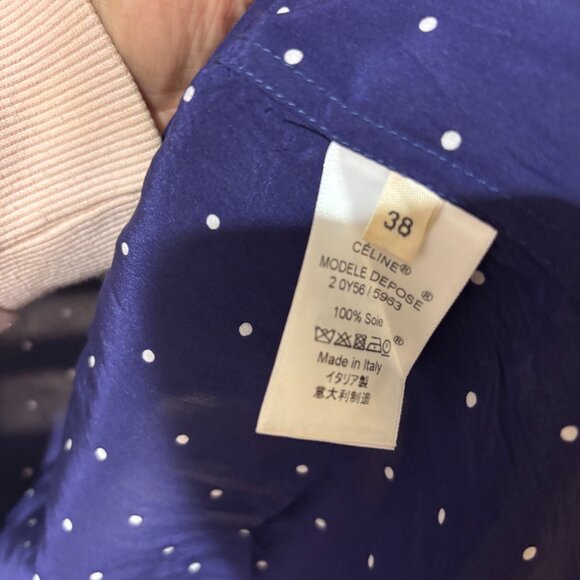 38
CÉLINE®
MODELE DEPOSE®
2 0Y56 / 5963
100% Soie
®
Made in Italy
イタリア製
意大利制造